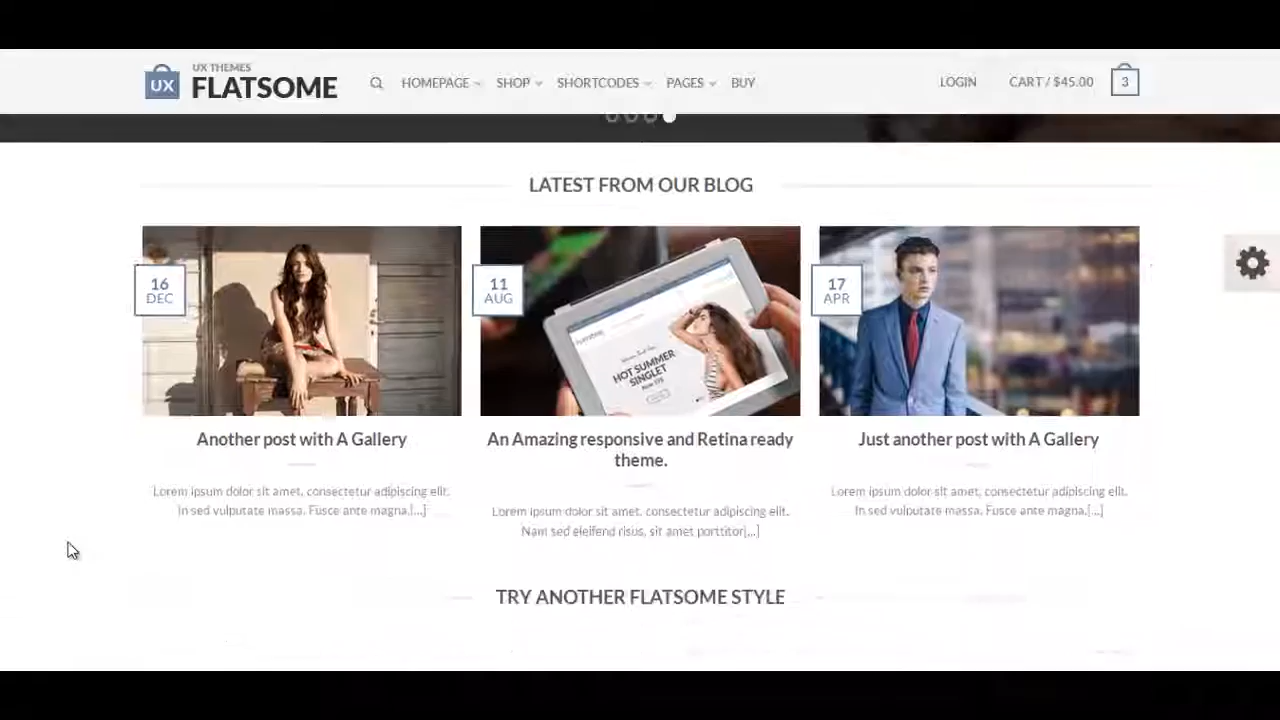 UX THEMES
UX FLATSOME
HOMEPAGE SHOP SHORTCODES PAGES BUY
LOGIN CART / $45.00 3
LATEST FROM OUR BLOG
16
DEC
11
AUG
17
APR
HOT SUMMER
SINGLET
Another post with A Gallery
Lorem ipsum dolor sit amet, consectetur adipiscing elit.
In sed vulputate massa. Fusce ante magna,[...]
An Amazing responsive and Retina ready
theme.
Lorem ipsum dolor sit amet, consectetur adipiscing elit.
Nam sed eleifend risus, sit amet porttitor[...]
Just another post with A Gallery
Lorem ipsum dolor sit amet, consectetur adipiscing elit.
In sed vulputate massa. Fusce ante magna,[...]
TRY ANOTHER FLATSOME STYLE